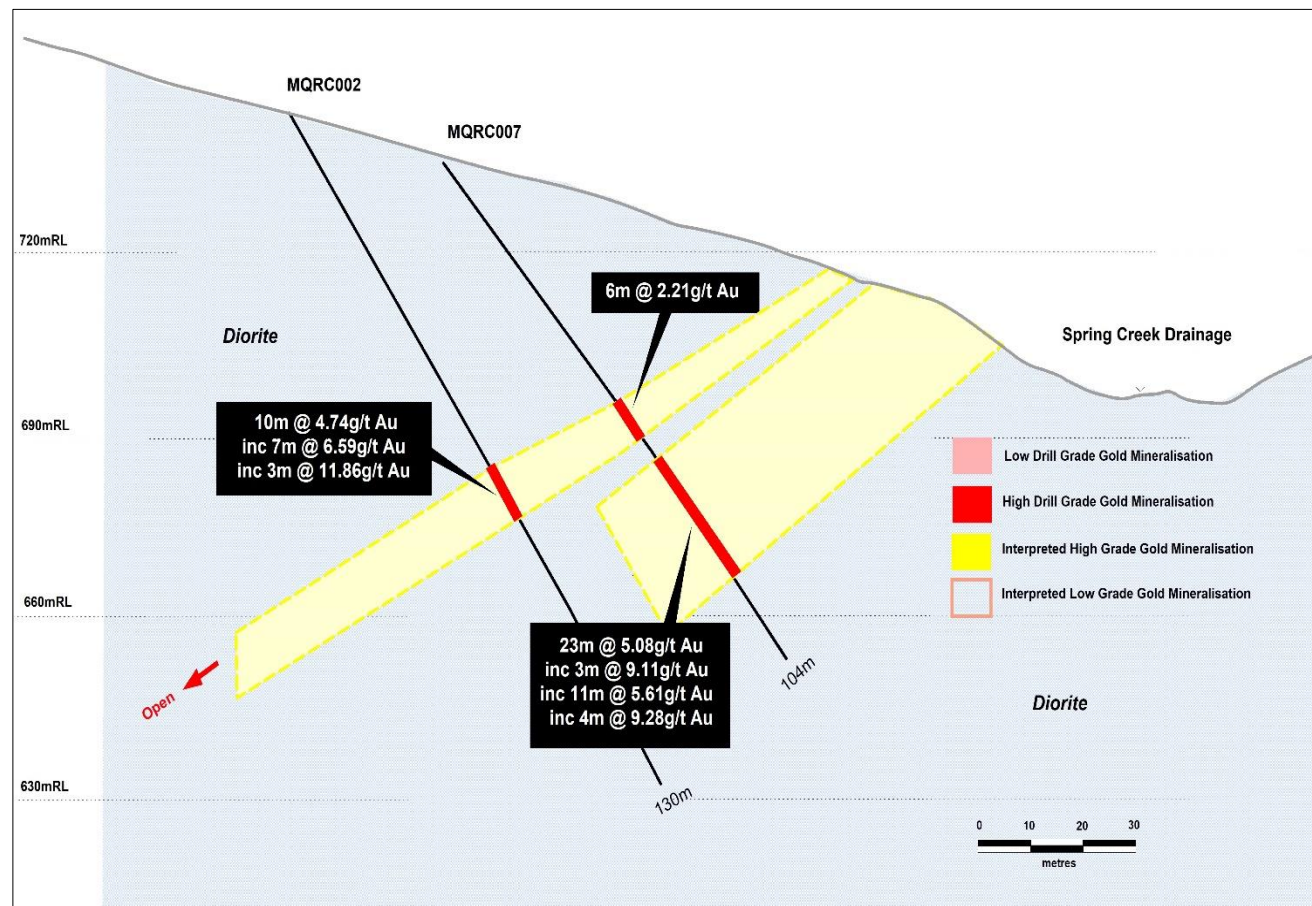 MQRC002
MQRC007
720mRL
6m @ 2.21g/t Au
Diorite
Spring Creek Drainage
10m @ 4.74g/t Au
inc 7m @ 6.59g/t Au
inc 3m @ 11.86g/t Au
690mRL
Low Drill Grade Gold Mineralisation
High Drill Grade Gold Mineralisation
Interpreted High Grade Gold Mineralisation
Interpreted Low Grade Gold Mineralisation
660mRL
23m @ 5.08g/t Au
inc 3m @ 9.11g/t Au
inc 11m @ 5.61g/t Au
inc 4m @ 9.28g/t Au
104m
Open
Diorite
630mRL
130m
0 10 20 30
metres